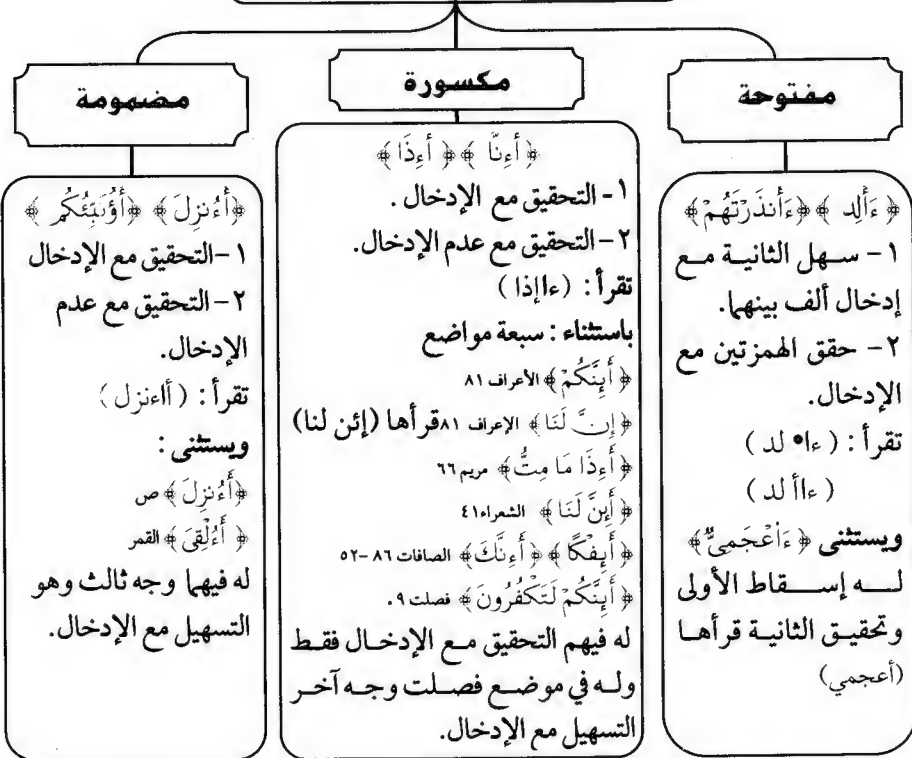 مفتوحة
﴿ءَأَلِدُ﴾ ﴿ءَأَنذَرْتَهُمْ﴾
١- سهل الثانية مع
إدخال ألف بينهما.
٢- حقق الهمزتين مع
الإدخال.
تقرأ: (ءا• لد)
(ءاأ لد)
ويستثنى ﴿ءَاْعْجَمِيٌّ﴾
له إسقاط الأولى
وتحقيق الثانية قرأها
(أعجمي)
مكسورة
﴿أَءِنَّا﴾ ﴿أَءِذَا﴾
١- التحقيق مع الإدخال.
٢- التحقيق مع عدم الإدخال.
تقرأ: (ءاإذا)
باستثناء: سبعة مواضع
﴿أَئِنَّكُمْ﴾ الأعراف ٨١
﴿إِنَّ لَنَا﴾ الإعراف ٨١ قرأها (إئن لنا)
﴿أَءِذَا مَا مِتُّ﴾ مريم ٦٦
﴿أَئِنَّ لَنَا﴾ الشعراء ٤١
﴿أَئِفْكًا﴾ ﴿أَءِنَّكَ﴾ الصافات ٨٦-٥٢
﴿أَئِنَّكُمْ لَتَكْفُرُونَ﴾ فصلت ٩.
له فيهم التحقيق مع الإدخال فقط
وله في موضع فصلت وجه آخر
التسهيل مع الإدخال.
مضمومة
﴿أَءُنزِلَ﴾ ﴿أَؤُنَبِّئُكُم﴾
١- التحقيق مع الإدخال
٢- التحقيق مع عدم
الإدخال.
تقرأ: (أاءنزل)
ويستثنى:
﴿أَءُنزِلَ﴾ ص
﴿أَءُلْقِيَ﴾ القمر
له فيهما وجه ثالث وهو
التسهيل مع الإدخال.